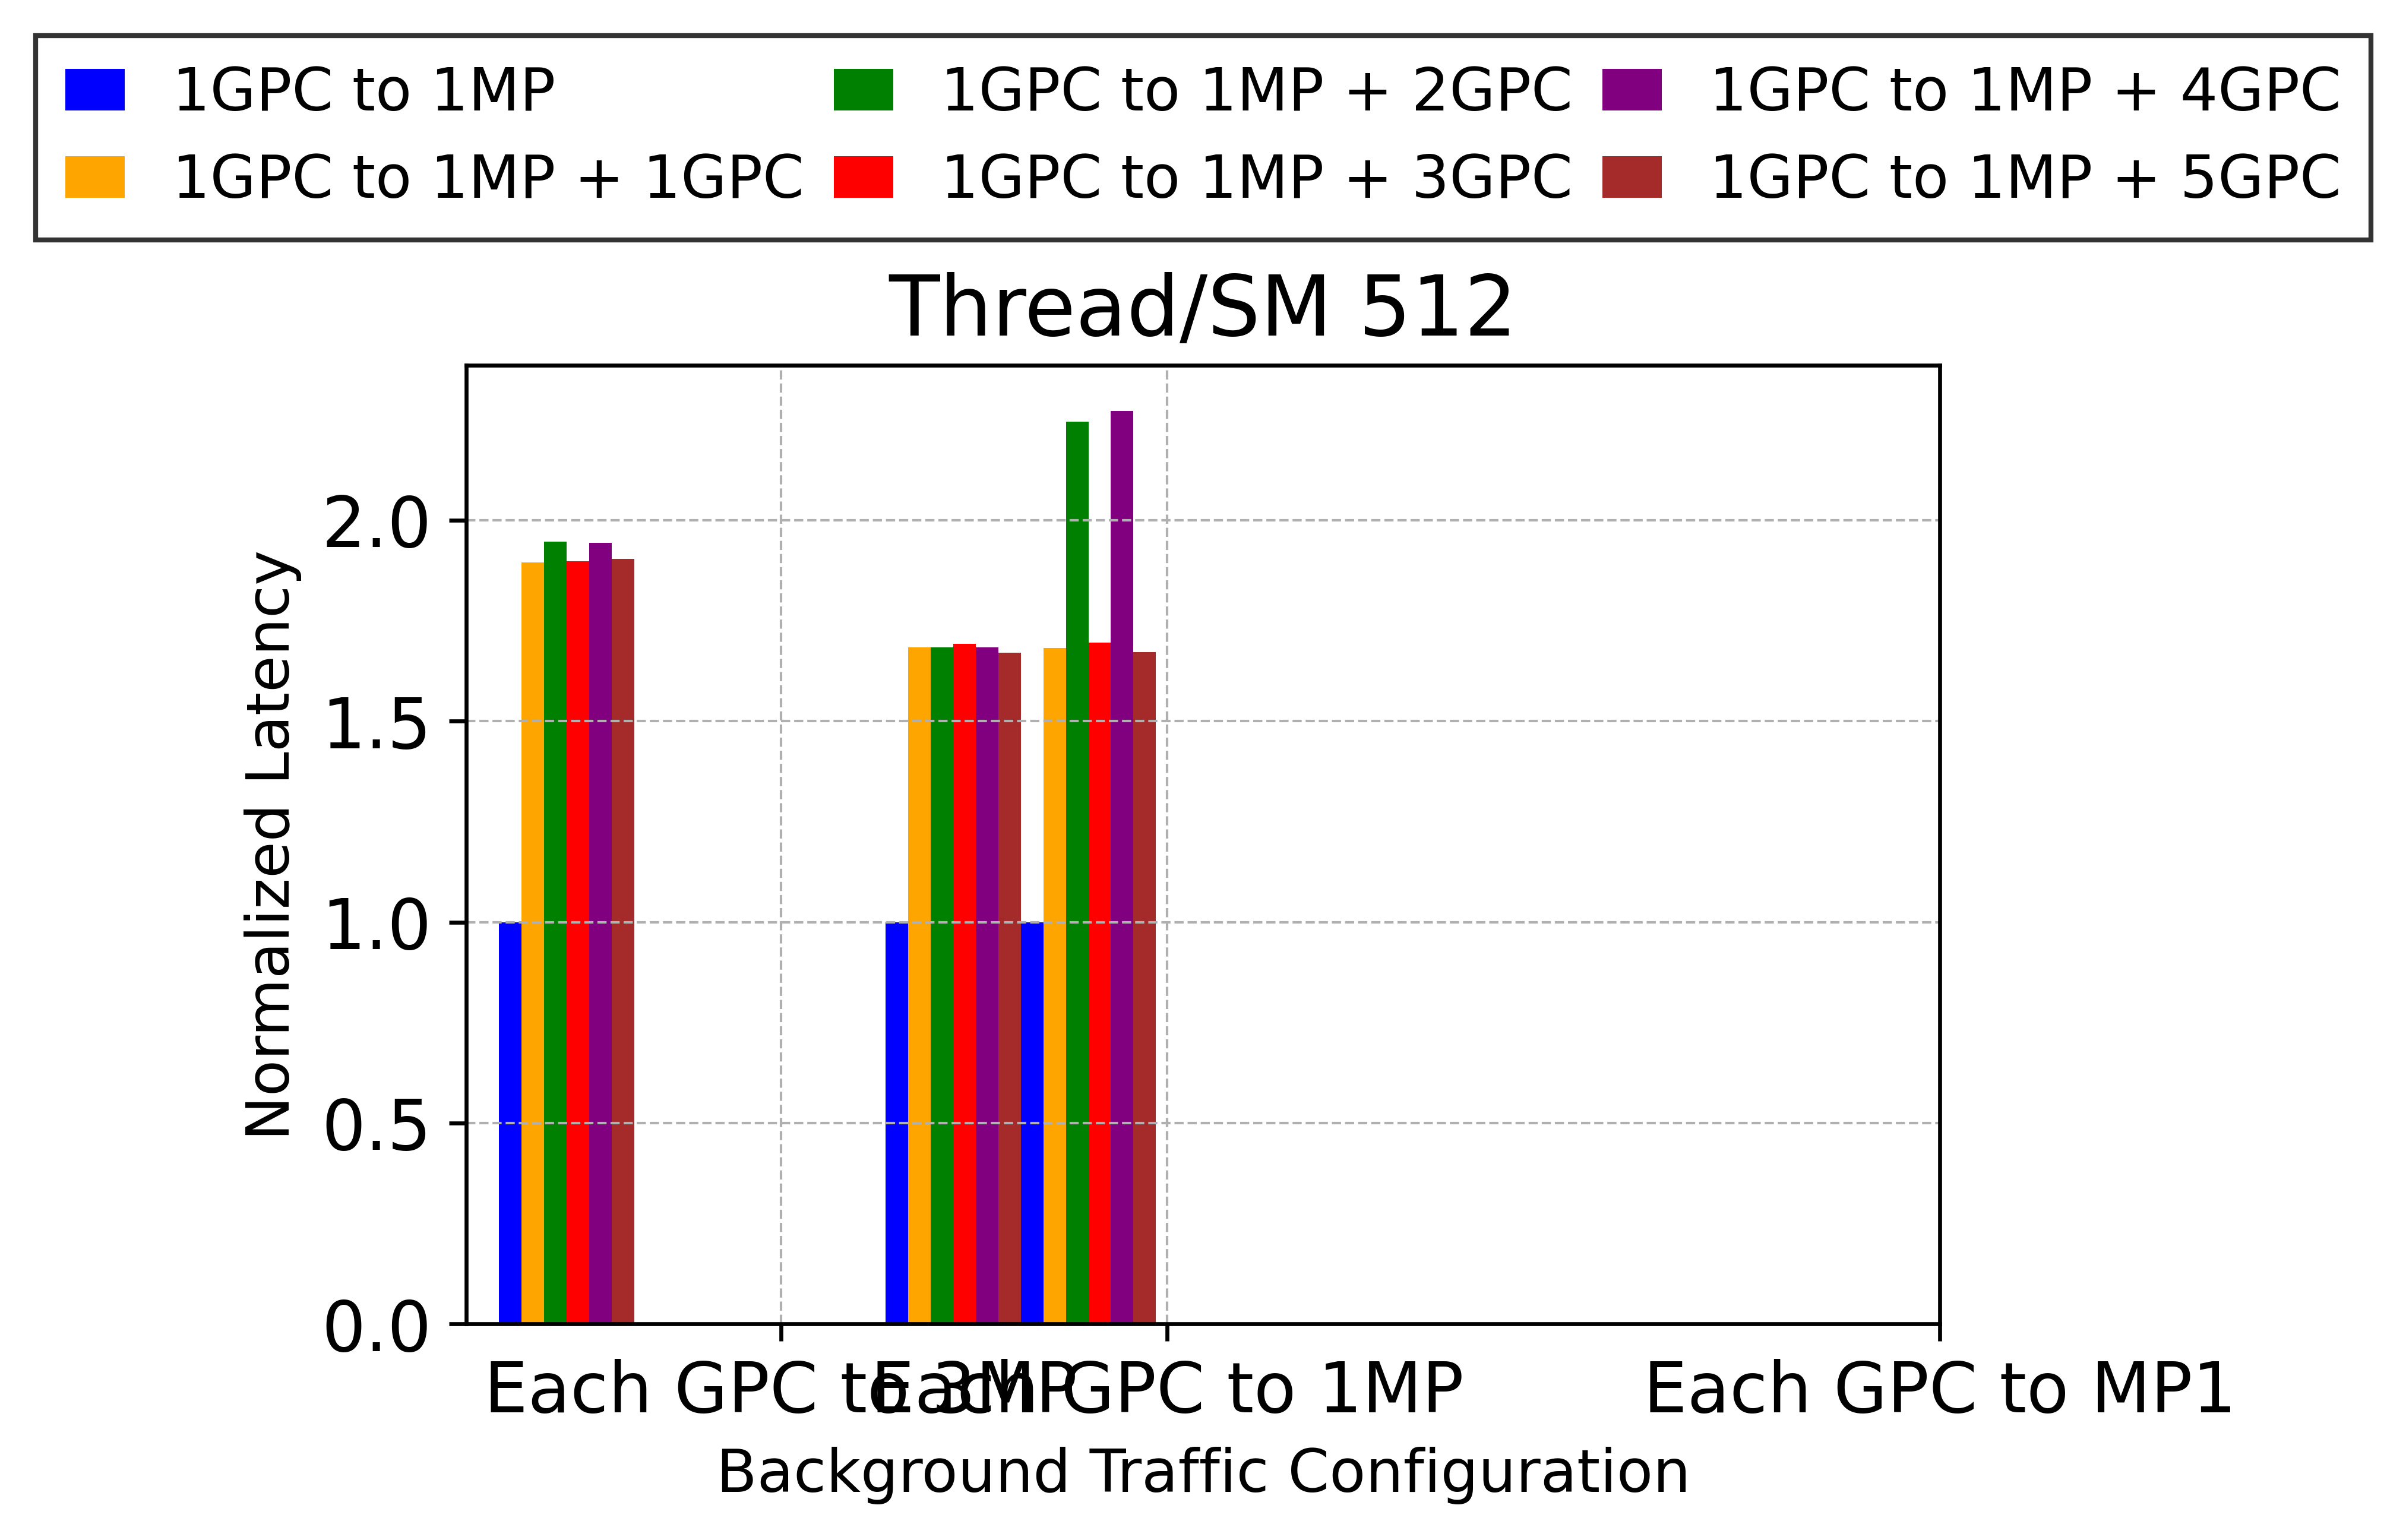 1GPC to 1MP
1GPC to 1MP + 1GPC
1GPC to 1MP + 2GPC
1GPC to 1MP + 3GPC
1GPC to 1MP + 4GPC
1GPC to 1MP + 5GPC
Thread/SM 512
Normalized Latency
2.0
1.5
1.0
0.5
0.0
Each GPC to 3MP
Each GPC to 1MP
Each GPC to MP1
Background Traffic Configuration